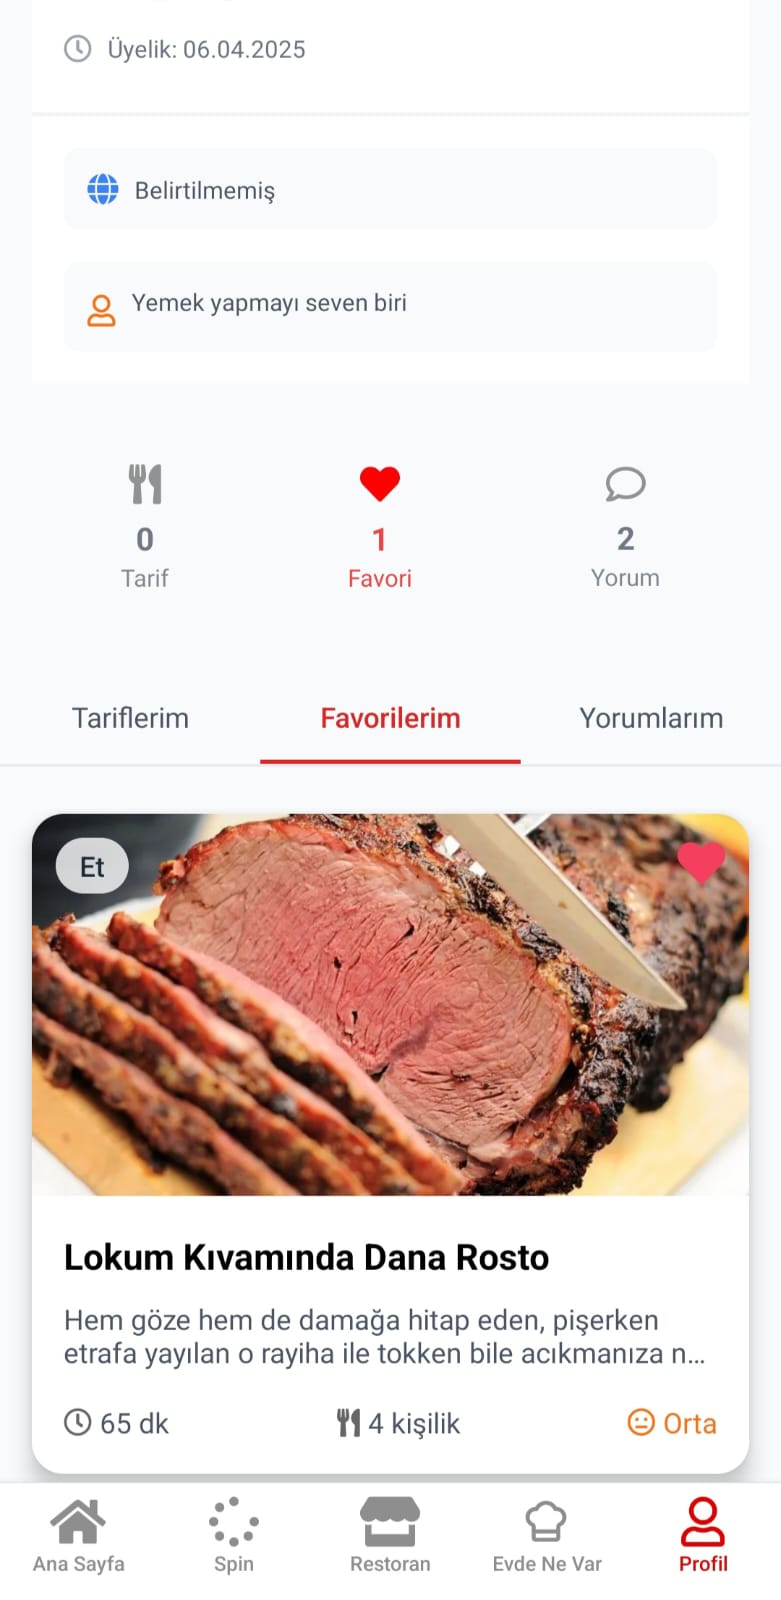 Üyelik: 06.04.2025
Belirtilmemiş
Yemek yapmayı seven biri
0
Tarif
1
Favori
2
Yorum
Tariflerim
Favorilerim
Yorumlarım
Et
Lokum Kıvamında Dana Rosto
Hem göze hem de damağa hitap eden, pişerken
etrafa yayılan o rayiha ile tokken bile acıkmanıza n...
65 dk
4 kişilik
Orta
Ana Sayfa
Spin
Restoran
Evde Ne Var
Profil